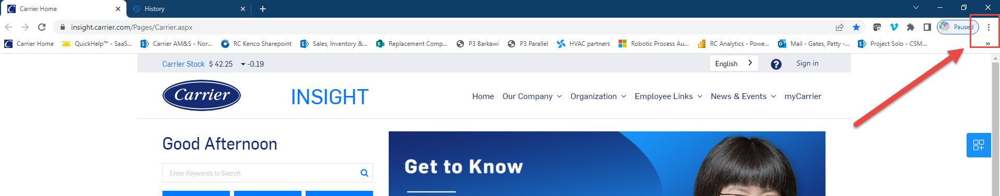 Carrier Home
History
insight.carrier.com/Pages/Carrier.aspx
Paused
Carrier Home QuickHelp™ - SaaS... Carrier AM&S - Nor... RC Kenco Sharepoint Sales, Inventory &... Replacement Comp... P3 Barkawi P3 Parallel HVAC partners Robotic Process Au... RC Analytics - Powe... Mail - Gates, Patty -... Project Solo - CSM... »
Carrier Stock $ 42.25 -0.19
English
Sign in
Carrier
INSIGHT
Home Our Company Organization Employee Links News & Events myCarrier
Good Afternoon
Enter Keywords to Search
Get to Know